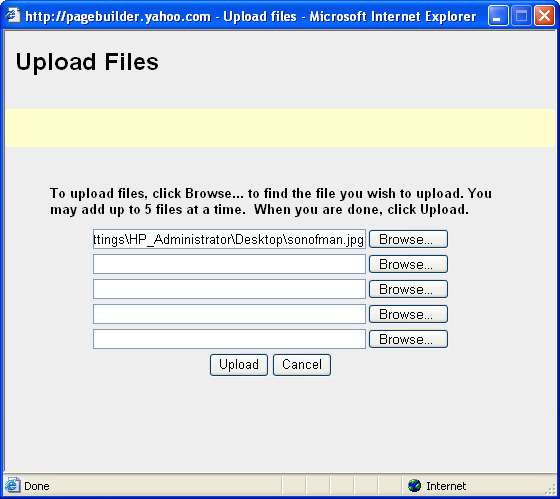 http://pagebuilder.yahoo.com - Upload files - Microsoft Internet Explorer
Upload Files
To upload files, click Browse... to find the file you wish to upload. You
may add up to 5 files at a time.  When you are done, click Upload.
ttings\HP_Administrator\Desktop\sonofman.jpg Browse...
Browse...
Browse...
Browse...
Browse...
Upload Cancel
Done Internet